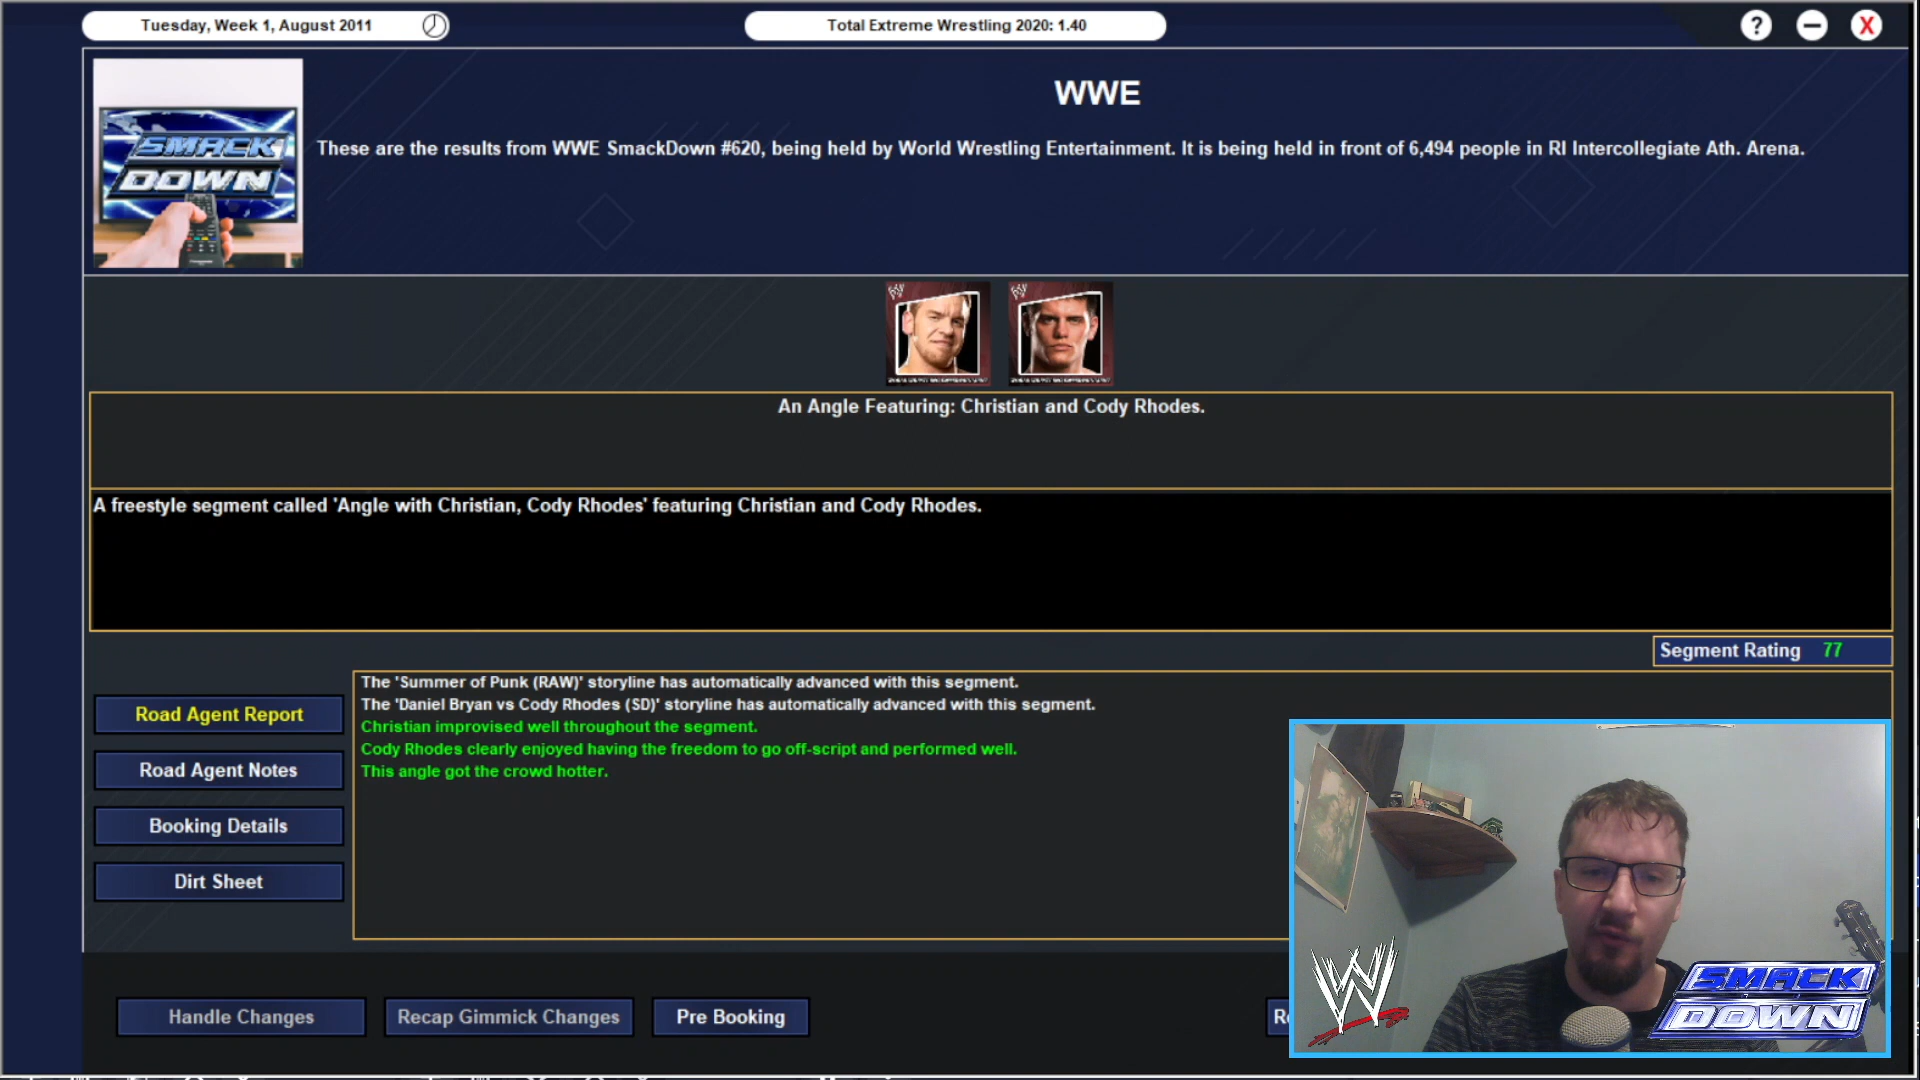 Tuesday, Week 1, August 2011
Total Extreme Wrestling 2020: 1.40
?
X
WWE
SMACK
DOWN
These are the results from WWE SmackDown #620, being held by World Wrestling Entertainment. It is being held in front of 6,494 people in RI Intercollegiate Ath. Arena.
An Angle Featuring: Christian and Cody Rhodes.
A freestyle segment called 'Angle with Christian, Cody Rhodes' featuring Christian and Cody Rhodes.
Segment Rating 77
Road Agent Report
Road Agent Notes
Booking Details
Dirt Sheet
The 'Summer of Punk (RAW)' storyline has automatically advanced with this segment.
The 'Daniel Bryan vs Cody Rhodes (SD)' storyline has automatically advanced with this segment.
Christian improvised well throughout the segment.
Cody Rhodes clearly enjoyed having the freedom to go off-script and performed well.
This angle got the crowd hotter.
Handle Changes
Recap Gimmick Changes
Pre Booking
W
SMACK
DOWN